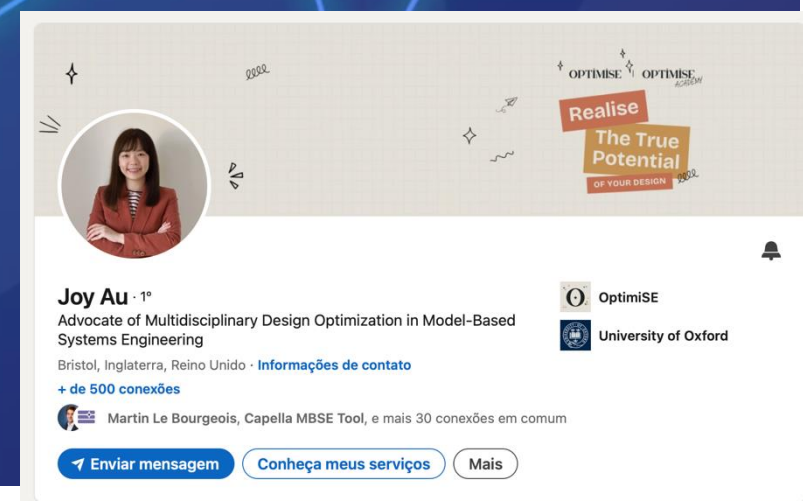 OPTIMISE OPTIMISE
ACADEMY
Realise
The True
Potential
OF YOUR DESIGN
Joy Au · 1º
Advocate of Multidisciplinary Design Optimization in Model-Based
Systems Engineering
Bristol, Inglaterra, Reino Unido · Informações de contato
+ de 500 conexões
Martin Le Bourgeois, Capella MBSE Tool, e mais 30 conexões em comum
Enviar mensagem
Conheça meus serviços
Mais
OptimiSE
University of Oxford